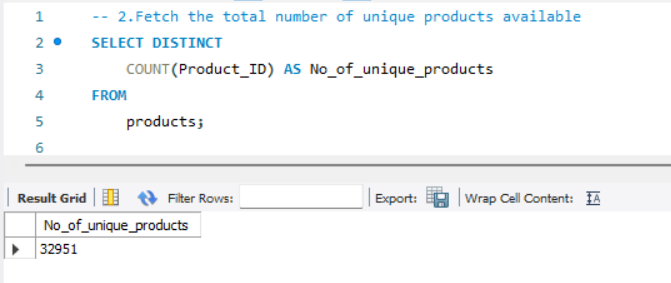 1 -- 2.Fetch the total number of unique products available
2 SELECT DISTINCT
3 COUNT(Product_ID) AS No_of_unique_products
4 FROM
5 products;
6
Result Grid Filter Rows: Export: Wrap Cell Content: IA
No_of_unique_products
32951